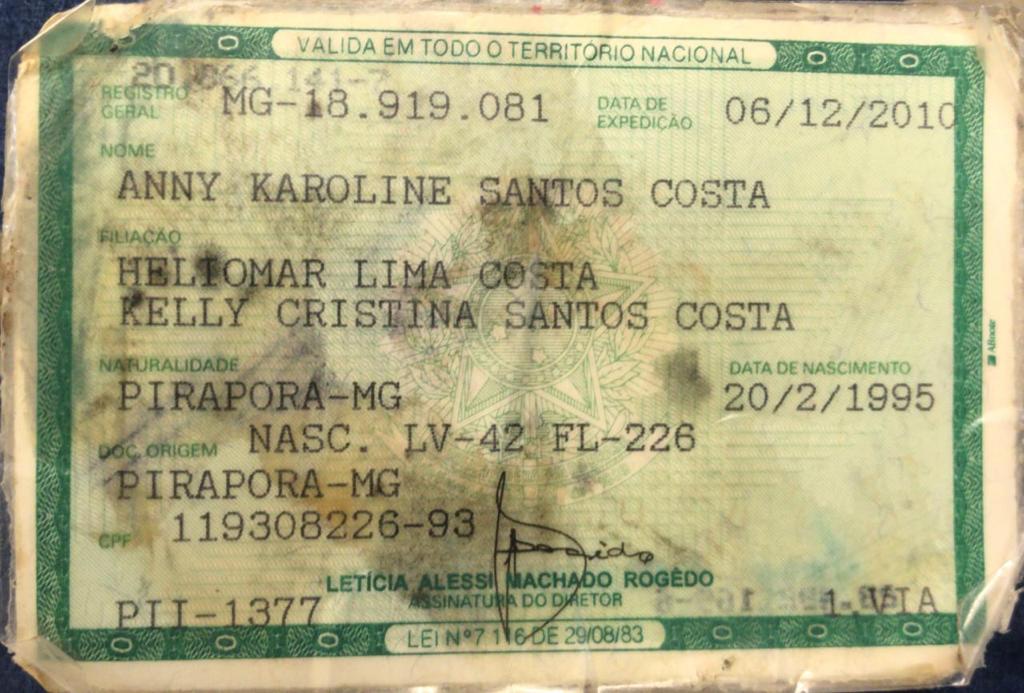 VALIDA EM TODO O TERRITÓRIO NACIONAL
REGISTRO GERAL MG-18.919.081 DATA DE EXPEDIÇÃO 06/12/2010
NOME
ANNY KAROLINE SANTOS COSTA
FILIAÇÃO
HELIOMAR LIMA COSTA
KELLY CRISTINA SANTOS COSTA
NATURALIDADE DATA DE NASCIMENTO
PIRAPORA-MG 20/2/1995
DOC. ORIGEM NASC. LV-42 FL-226
PIRAPORA-MG
CPF 119308226-93
LETÍCIA ALESSI MACHADO ROGÊDO
ASSINATURA DO DIRETOR
PII-1377 1.VIA
LEI Nº 7 116 DE 29/08/83